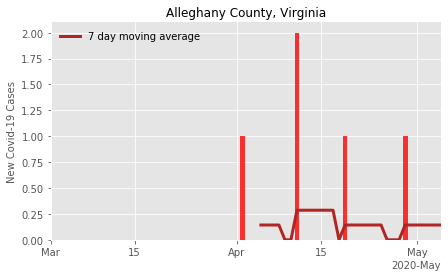 Alleghany County, Virginia
7 day moving average
New Covid-19 Cases
2.00
1.75
1.50
1.25
1.00
0.75
0.50
0.25
0.00
Mar 15 Apr 15 May
2020-May